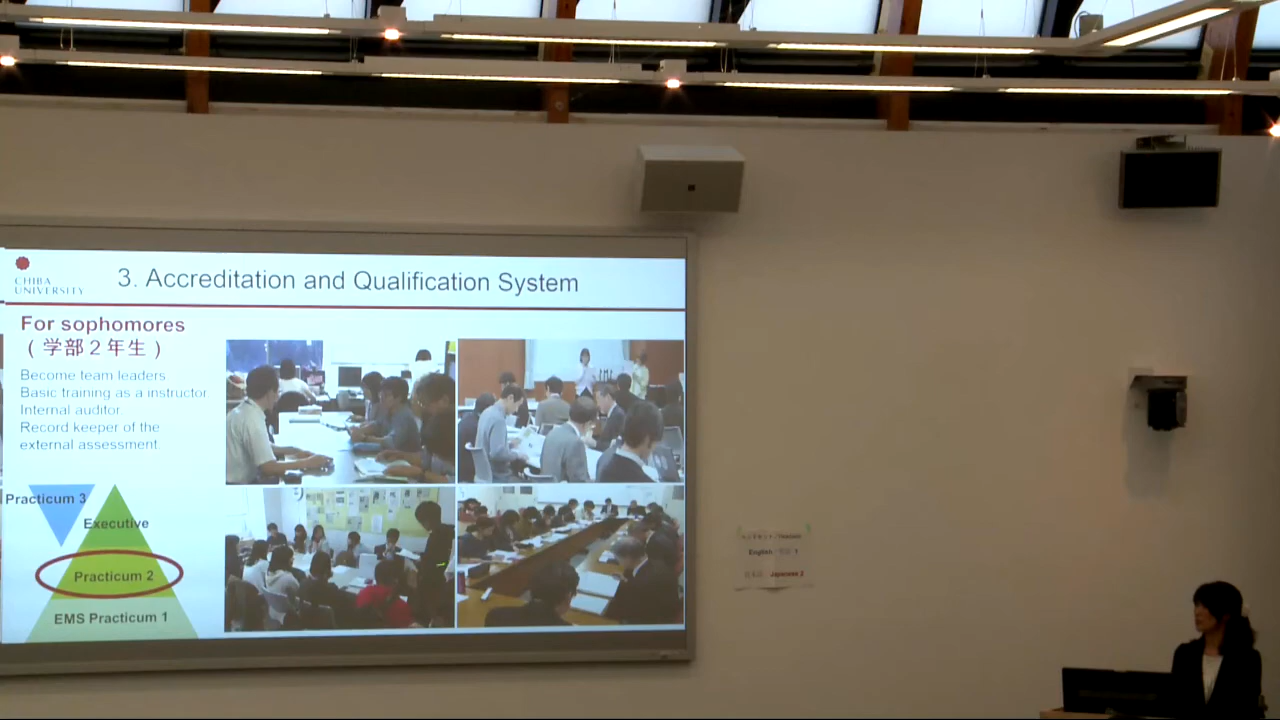 CHIBA
UNIVERSITY
3. Accreditation and Qualification System
For sophomores
(学部２年生)
Become team leaders
Basic training as a instructor
Internal auditor
Record keeper of the
external assessment
Practicum 3
Executive
Practicum 2
EMS Practicum 1
English
Japanese 2